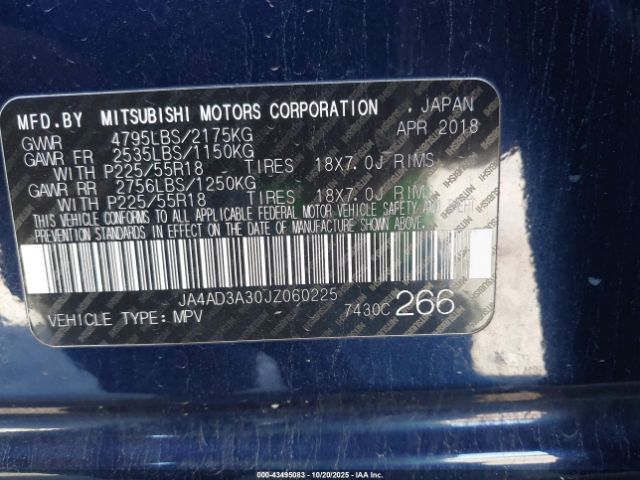 MFD.BY MITSUBISHI MOTORS CORPORATION , JAPAN
GVWR 4795LBS/2175KG APR 2018
GAWR FR 2535LBS/1150KG
WITH P225/55R18 TIRES 18X7.0J RIMS
GAWR RR 2756LBS/1250KG
WITH P225/55R18 TIRES 18X7.0J RIMS
THIS VEHICLE CONFORMS TO ALL APPLICABLE FEDERAL MOTOR VEHICLE SAFETY AND THEFT
PREVENTION STANDARDS IN EFFECT ON THE DATE OF MANUFACTURE SHOWN ABOVE.
JA4AD3A30JZ060225
VEHICLE TYPE: MPV 7430C 266
000-43495083 - 10/20/2025 - IAA, Inc.